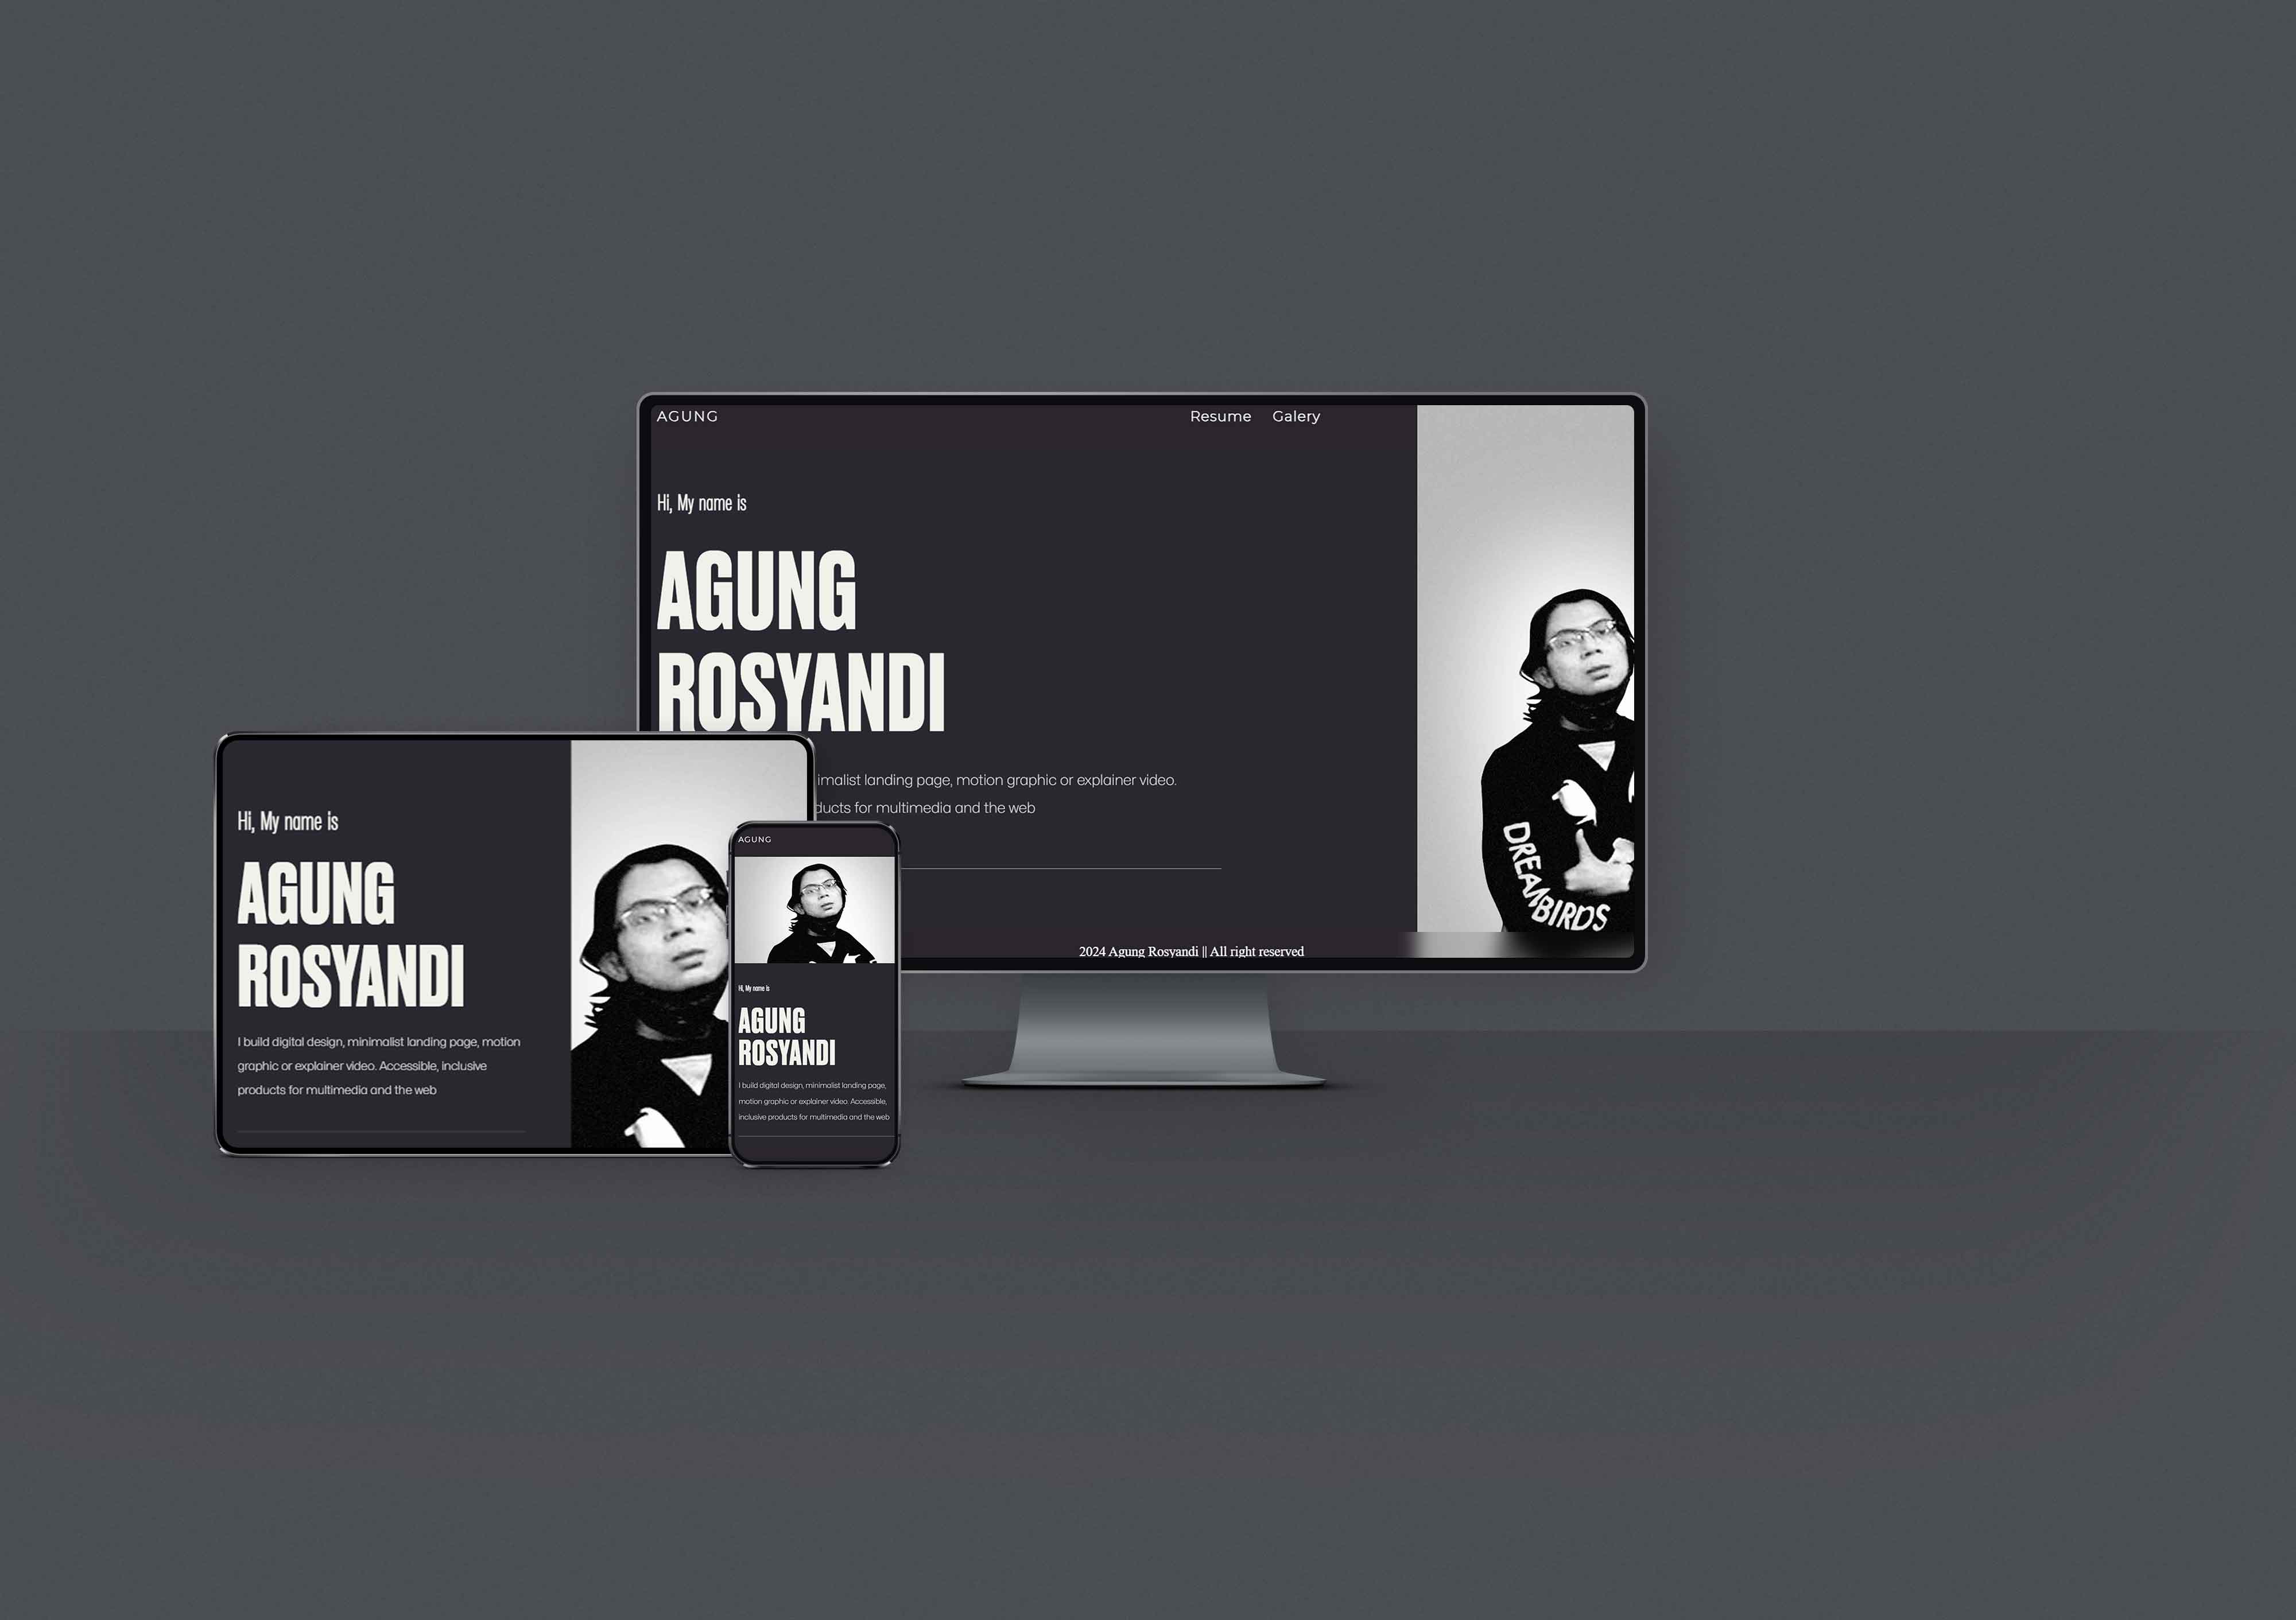 AGUNG
Resume Galery
Hi, My name is
AGUNG
ROSYANDI
landing page, motion graphic or explainer video.
for multimedia and the web
2024 Agung Rosyandi || All right reserved
DREAMBIRDS
Hi, My name is
AGUNG
ROSYANDI
I build digital design, minimalist landing page, motion
graphic or explainer video. Accessible, inclusive
products for multimedia and the web
AGUNG
Hi, My name is
AGUNG
ROSYANDI
I build digital design, minimalist landing page,
motion graphic or explainer video. Accessible,
inclusive products for multimedia and the web